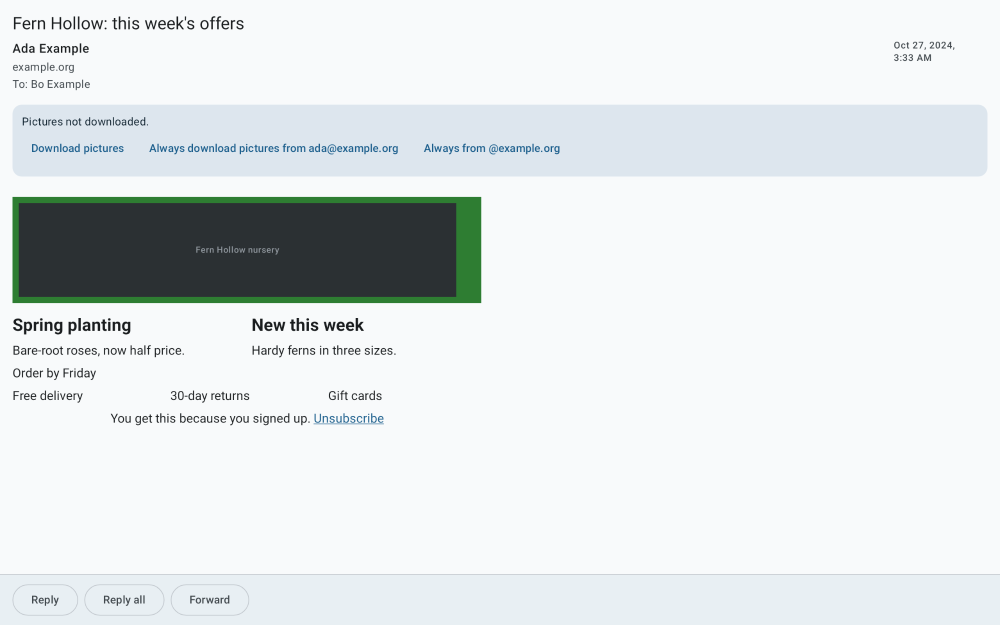 Fern Hollow: this week's offers
Ada Example
Oct 27, 2024,
3:33 AM
example.org
To: Bo Example
Pictures not downloaded.
Download pictures Always download pictures from ada@example.org Always from @example.org
Fern Hollow nursery
Spring planting
Bare-root roses, now half price.
New this week
Hardy ferns in three sizes.
Order by Friday
Free delivery 30-day returns Gift cards
You get this because you signed up. Unsubscribe
Reply Reply all Forward